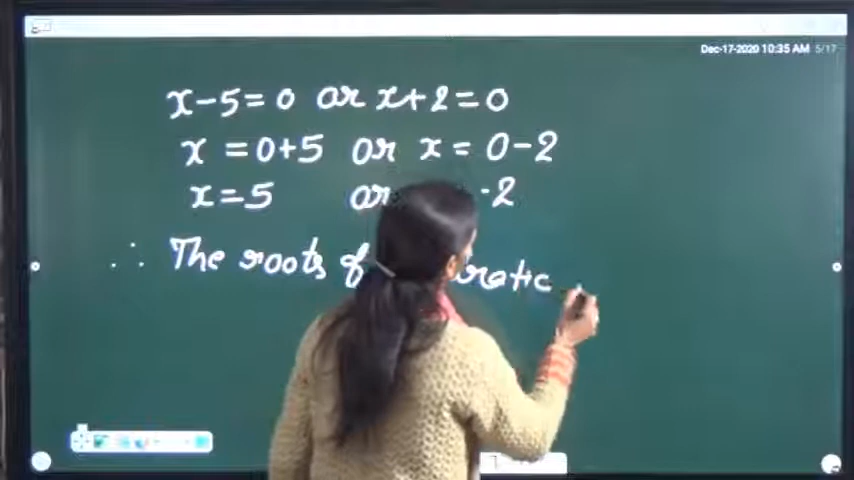 Dec-17-2020 10:35 AM 5/17
x-5=0 or x+2=0
x=0+5 or x=0-2
x=5 or -2
∴ The roots of ratic